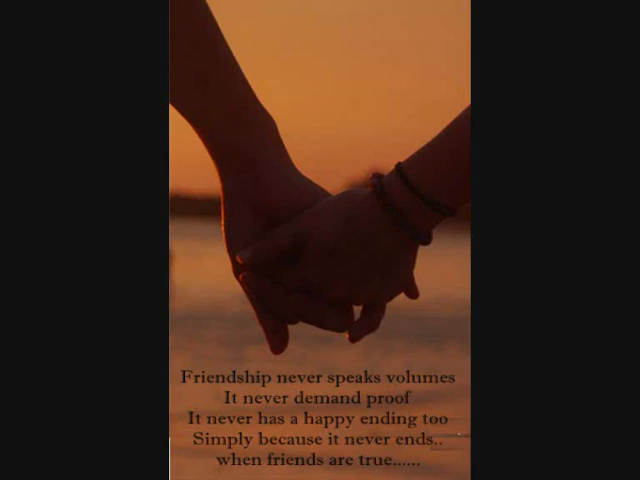 Friendship never speaks volumes
It never demand proof
It never has a happy ending too
Simply because it never ends..
when friends are true......